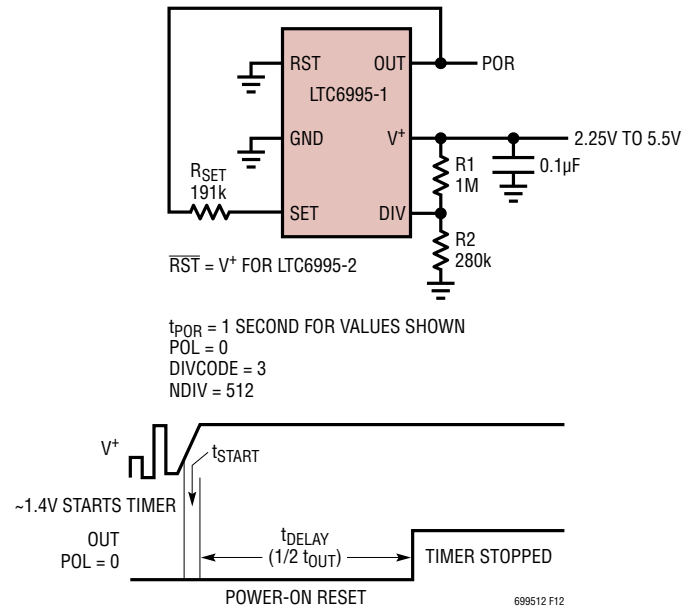 RST
OUT
POR
LTC6995-1
GND
V+
2.25V TO 5.5V
R1
1M
0.1µF
RSET
191k
SET
DIV
R2
280k
RST = V+ FOR LTC6995-2
tPOR = 1 SECOND FOR VALUES SHOWN
POL = 0
DIVCODE = 3
NDIV = 512
V+
tSTART
~1.4V STARTS TIMER
OUT
POL = 0
tDELAY
(1/2 tOUT)
TIMER STOPPED
POWER-ON RESET
699512 F12